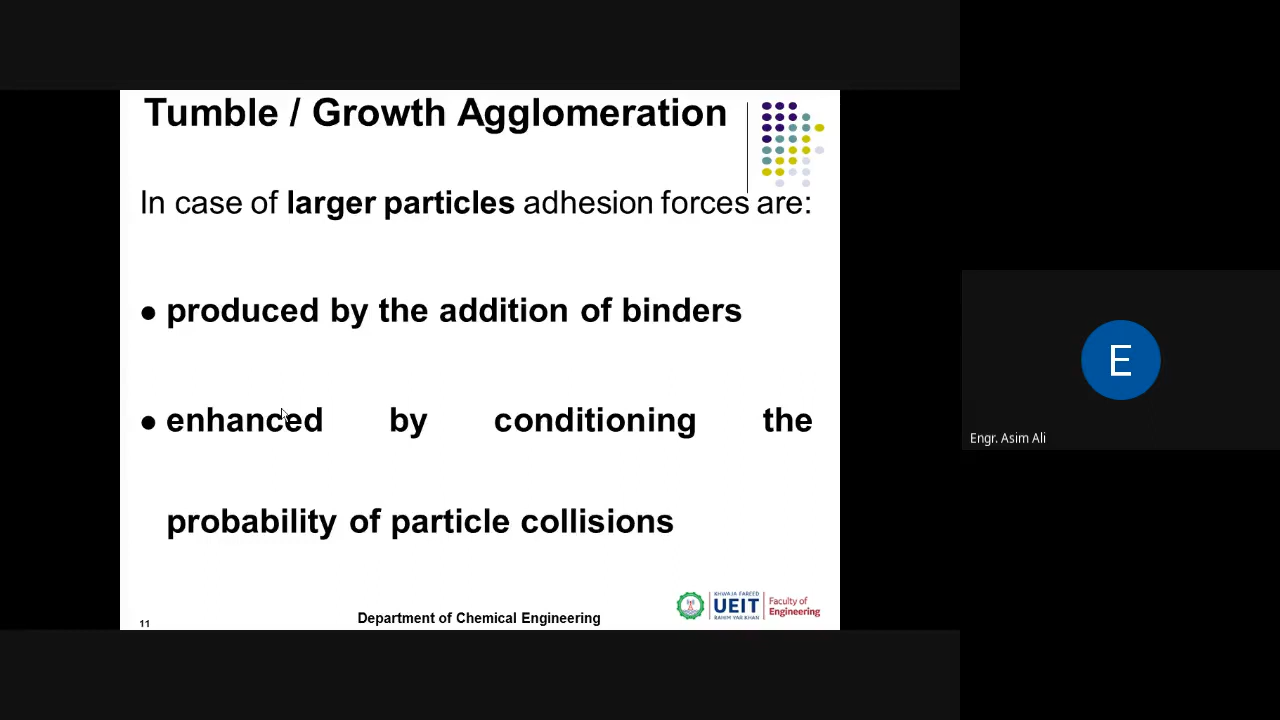 Tumble / Growth Agglomeration
In case of larger particles adhesion forces are:
● produced by the addition of binders
● enhanced by conditioning the
probability of particle collisions
11
Department of Chemical Engineering
KHWAJA FAREED
UEIT
RAHIM YAR KHAN
Faculty of
Engineering
E
Engr. Asim Ali